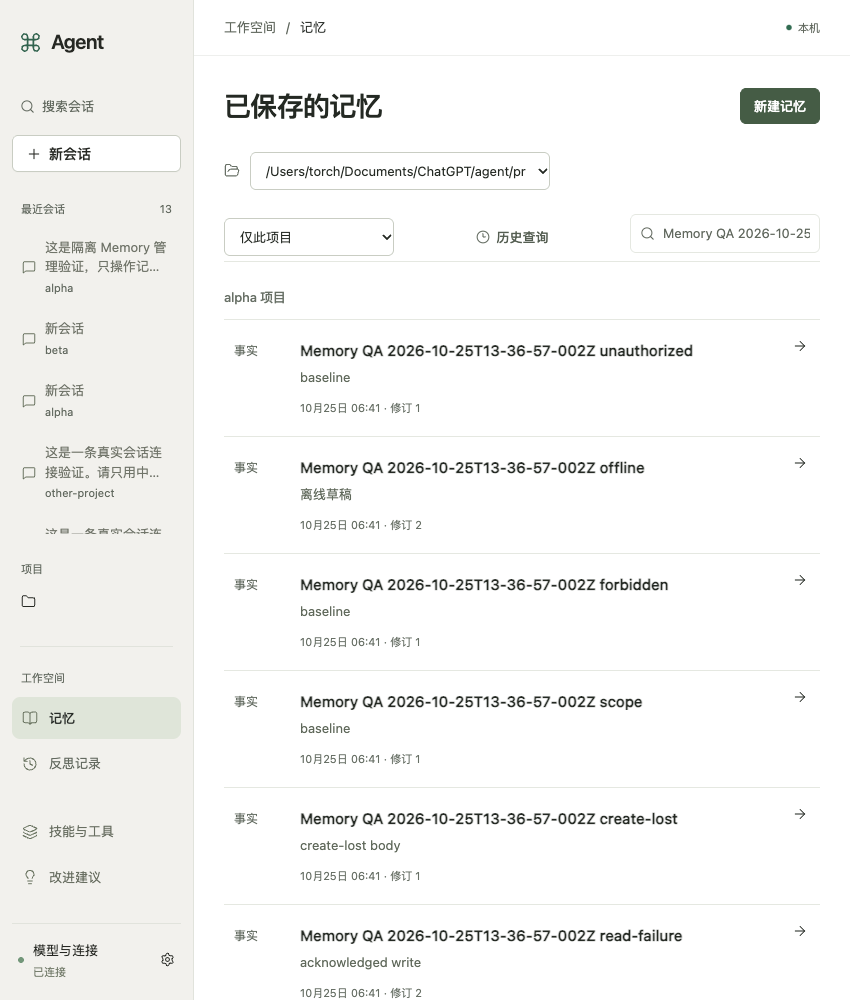 Agent
搜索会话
新会话
最近会话 13
这是隔离 Memory 管
理验证，只操作记...
alpha
新会话
beta
新会话
alpha
这是一条真实会话连
接验证。请只用中...
other-project
这是一条真实会话连
项目
工作空间
记忆
反思记录
技能与工具
改进建议
模型与连接
已连接
工作空间 / 记忆
本机
已保存的记忆
新建记忆
/Users/torch/Documents/ChatGPT/agent/pr
仅此项目
历史查询
Memory QA 2026-10-25
alpha 项目
事实
Memory QA 2026-10-25T13-36-57-002Z unauthorized
baseline
10月25日 06:41 · 修订 1
事实
Memory QA 2026-10-25T13-36-57-002Z offline
离线草稿
10月25日 06:41 · 修订 2
事实
Memory QA 2026-10-25T13-36-57-002Z forbidden
baseline
10月25日 06:41 · 修订 1
事实
Memory QA 2026-10-25T13-36-57-002Z scope
baseline
10月25日 06:41 · 修订 1
事实
Memory QA 2026-10-25T13-36-57-002Z create-lost
create-lost body
10月25日 06:41 · 修订 1
事实
Memory QA 2026-10-25T13-36-57-002Z read-failure
acknowledged write
10月25日 06:41 · 修订 2